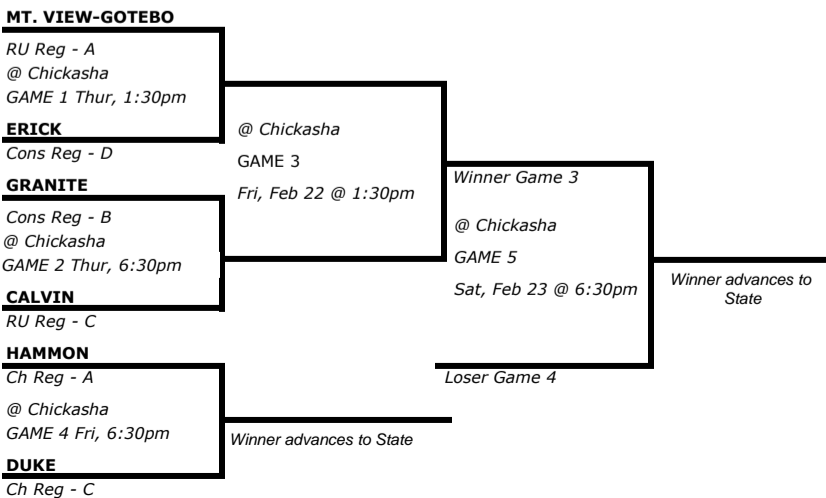 MT. VIEW-GOTEBO
RU Reg - A
@ Chickasha
GAME 1 Thur, 1:30pm
ERICK
Cons Reg - D
GRANITE
Cons Reg - B
@ Chickasha
GAME 2 Thur, 6:30pm
CALVIN
RU Reg - C
HAMMON
Ch Reg - A
@ Chickasha
GAME 4 Fri, 6:30pm
DUKE
Ch Reg - C
@ Chickasha
GAME 3
Fri, Feb 22 @ 1:30pm
Winner advances to State
Winner Game 3
@ Chickasha
GAME 5
Sat, Feb 23 @ 6:30pm
Loser Game 4
Winner advances to
State